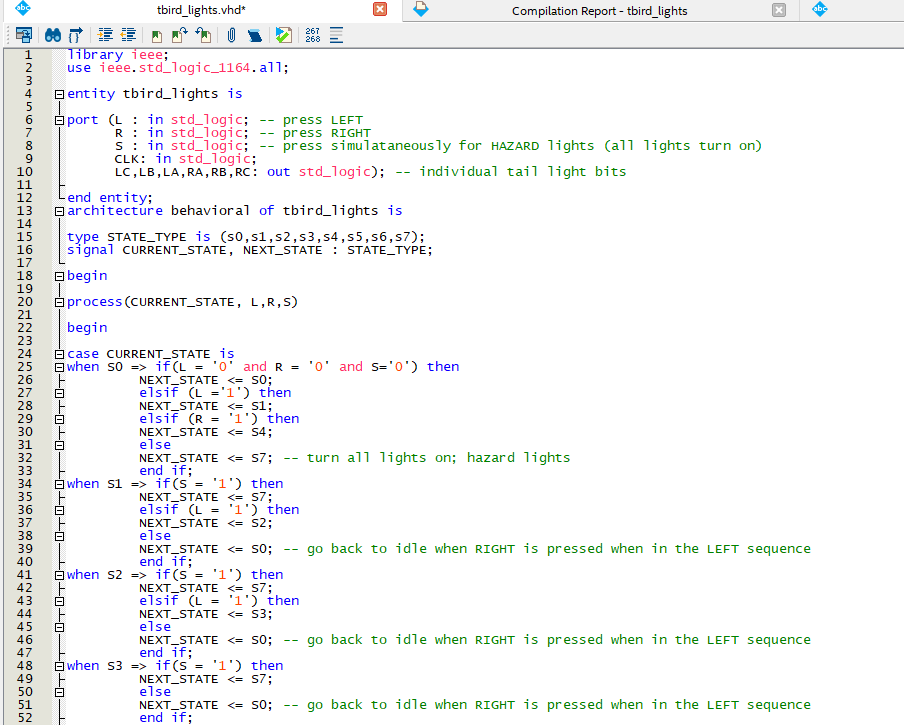 tbird_lights.vhd*
Compilation Report - tbird_lights
abc
abc
267
268
1 library ieee;
2 use ieee.std_logic_1164.all;
3
4 entity tbird_lights is
5
6 port (L : in std_logic; -- press LEFT
7 R : in std_logic; -- press RIGHT
8 S : in std_logic; -- press simulataneously for HAZARD lights (all lights turn on)
9 CLK: in std_logic;
10 LC,LB,LA,RA,RB,RC: out std_logic); -- individual tail light bits
11
12 end entity;
13 architecture behavioral of tbird_lights is
14
15 type STATE_TYPE is (s0,s1,s2,s3,s4,s5,s6,s7);
16 signal CURRENT_STATE, NEXT_STATE : STATE_TYPE;
17
18 begin
19
20 process(CURRENT_STATE, L,R,S)
21
22 begin
23
24 case CURRENT_STATE is
25 when S0 => if(L = '0' and R = '0' and S='0') then
26 NEXT_STATE <= S0;
27 elsif (L ='1') then
28 NEXT_STATE <= S1;
29 elsif (R = '1') then
30 NEXT_STATE <= S4;
31 else
32 NEXT_STATE <= S7; -- turn all lights on; hazard lights
33 end if;
34 when S1 => if(S = '1') then
35 NEXT_STATE <= S7;
36 elsif (L = '1') then
37 NEXT_STATE <= S2;
38 else
39 NEXT_STATE <= S0; -- go back to idle when RIGHT is pressed when in the LEFT sequence
40 end if;
41 when S2 => if(S = '1') then
42 NEXT_STATE <= S7;
43 elsif (L = '1') then
44 NEXT_STATE <= S3;
45 else
46 NEXT_STATE <= S0; -- go back to idle when RIGHT is pressed when in the LEFT sequence
47 end if;
48 when S3 => if(S = '1') then
49 NEXT_STATE <= S7;
50 else
51 NEXT_STATE <= S0; -- go back to idle when RIGHT is pressed when in the LEFT sequence
52 end if;